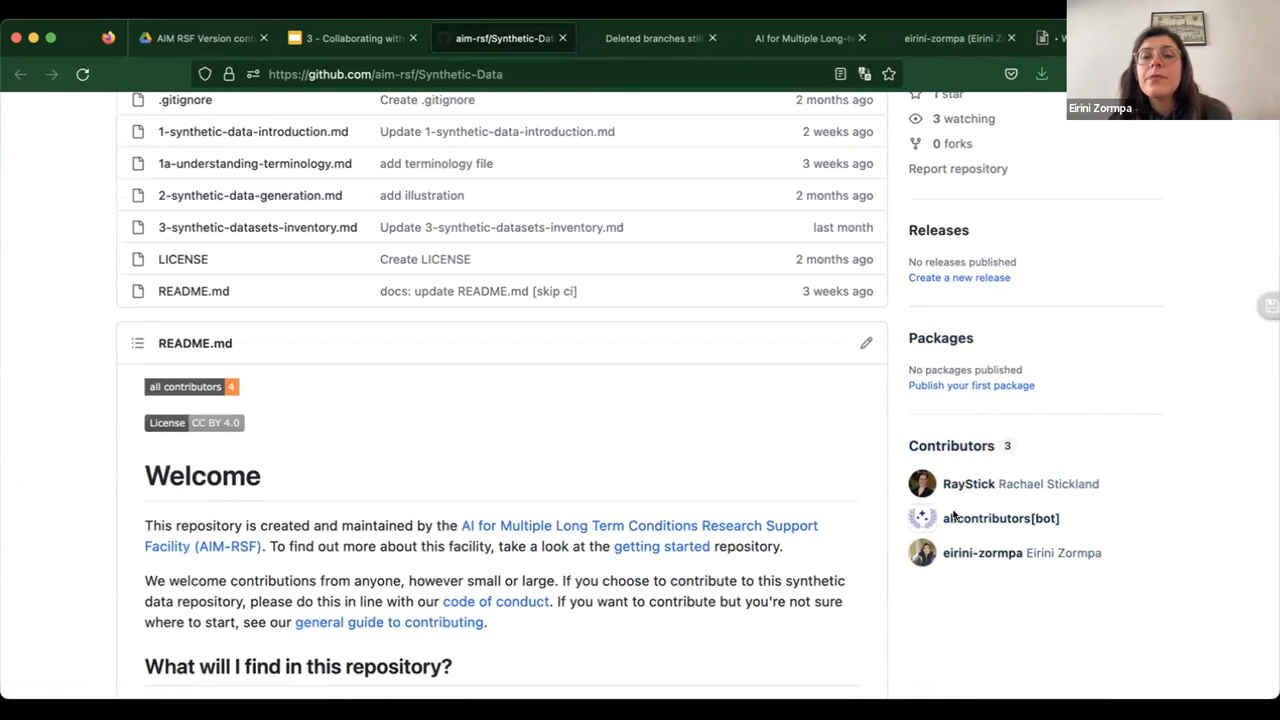 AIM RSF Version cont
3 - Collaborating with
aim-rsf/Synthetic-Dat
Deleted branches sti
AI for Multiple Long-t
eirini-zormpa (Eirini Z
https://github.com/aim-rsf/Synthetic-Data
Eirini Zormpa
.gitignore Create .gitignore 2 months ago
1-synthetic-data-introduction.md Update 1-synthetic-data-introduction.md 2 weeks ago
1a-understanding-terminology.md add terminology file 3 weeks ago
2-synthetic-data-generation.md add illustration 2 months ago
3-synthetic-datasets-inventory.md Update 3-synthetic-datasets-inventory.md last month
LICENSE Create LICENSE 2 months ago
README.md docs: update README.md [skip ci] 3 weeks ago
README.md
all contributors 4
License CC BY 4.0
Welcome
This repository is created and maintained by the AI for Multiple Long Term Conditions Research Support
Facility (AIM-RSF). To find out more about this facility, take a look at the getting started repository.
We welcome contributions from anyone, however small or large. If you choose to contribute to this synthetic
data repository, please do this in line with our code of conduct. If you want to contribute but you're not sure
where to start, see our general guide to contributing.
What will I find in this repository?
1 star
3 watching
0 forks
Report repository
Releases
No releases published
Create a new release
Packages
No packages published
Publish your first package
Contributors 3
RayStick Rachael Stickland
allcontributors[bot]
eirini-zormpa Eirini Zormpa